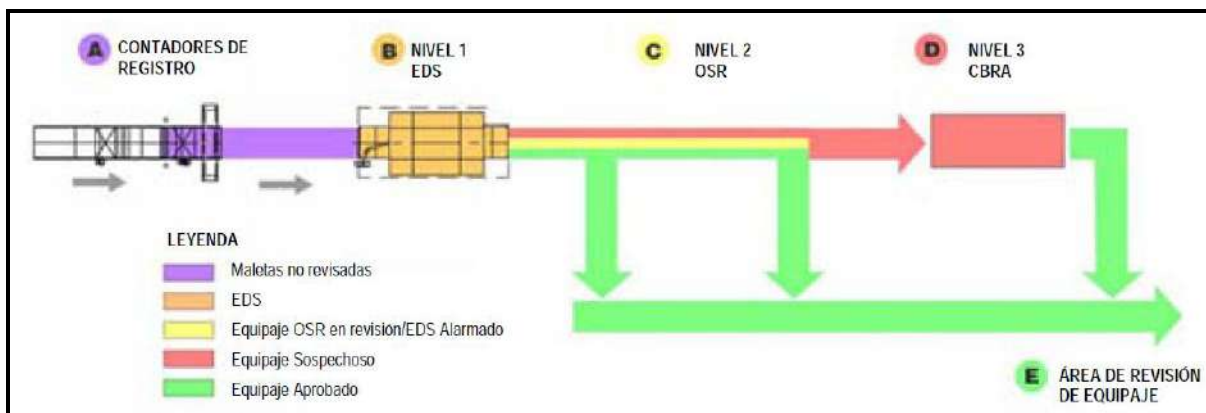 A CONTADORES DE
REGISTRO
B NIVEL 1
EDS
C NIVEL 2
OSR
D NIVEL 3
CBRA
LEYENDA
Maletas no revisadas
EDS
Equipaje OSR en revisión/EDS Alarmado
Equipaje Sospechoso
Equipaje Aprobado
E ÁREA DE REVISIÓN
DE EQUIPAJE